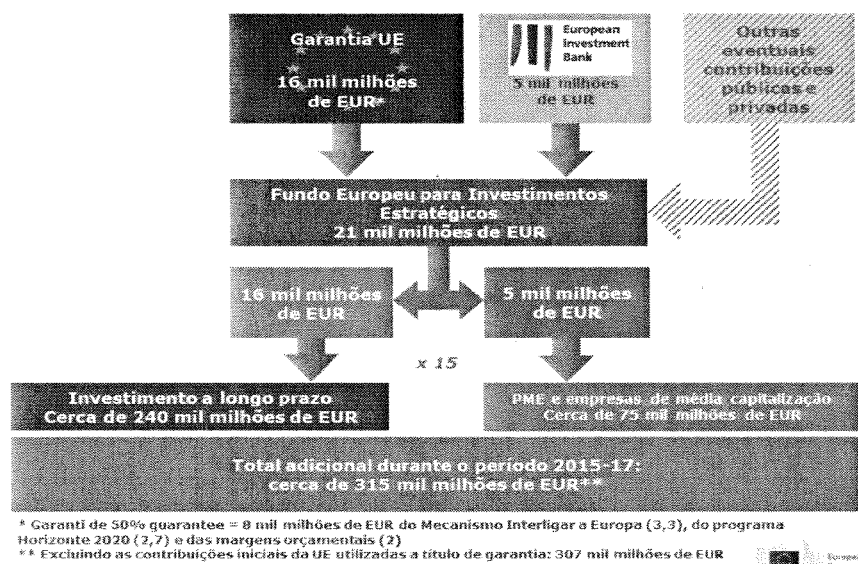 Garantia UE
16 mil milhões
de EUR*
European
Investment
Bank
5 mil milhões
de EUR
Outras
eventuais
contribuições
públicas e
privadas
Fundo Europeu para Investimentos
Estratégicos
21 mil milhões de EUR
16 mil milhões
de EUR
5 mil milhões
de EUR
x 15
Investimento a longo prazo
Cerca de 240 mil milhões de EUR
PME e empresas de média capitalização
Cerca de 75 mil milhões de EUR
Total adicional durante o período 2015-17:
cerca de 315 mil milhões de EUR**
* Garanti de 50% guarantee = 8 mil milhões de EUR do Mecanismo Interligar a Europa (3,3), do programa
Horizonte 2020 (2,7) e das margens orçamentais (2)
** Excluindo as contribuições iniciais da UE utilizadas a título de garantia: 307 mil milhões de EUR